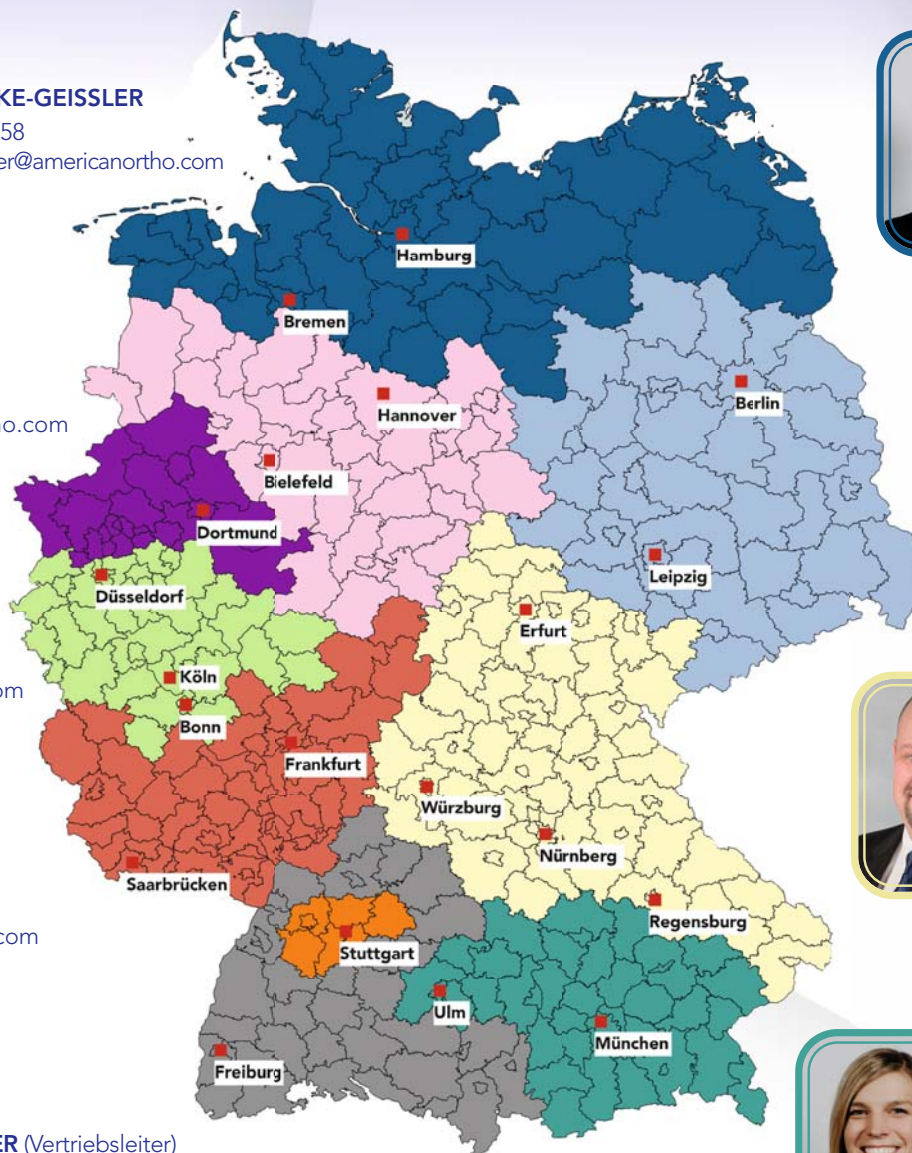 KE-GEISSLER
58
er@americanortho.com
Hamburg
Bremen
Berlin
Hannover
no.com
Bielefeld
Dortmund
Leipzig
Düsseldorf
Erfurt
Köln
om
Bonn
Frankfurt
Würzburg
Nürnberg
Saarbrücken
Regensburg
.com
Stuttgart
Ulm
München
Freiburg
ER (Vertriebsleiter)